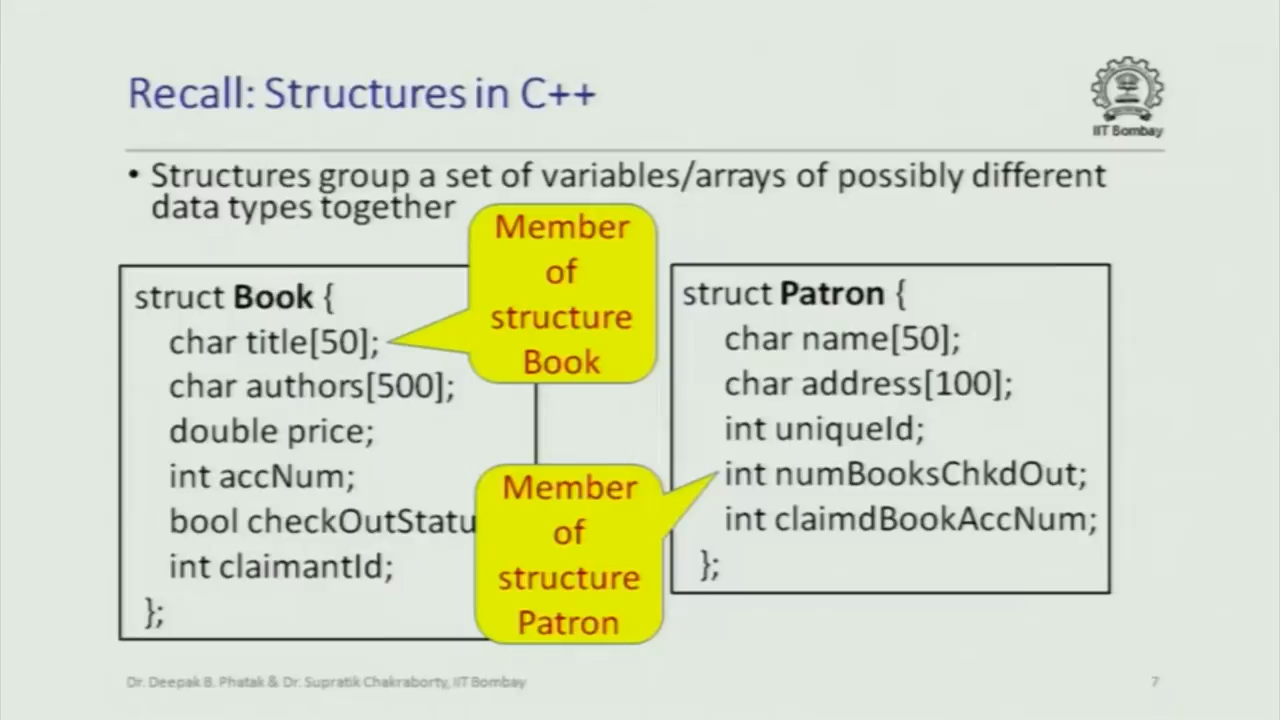 Recall: Structures in C++
IIT Bombay
• Structures group a set of variables/arrays of possibly different
data types together
struct Book {
char title[50];
char authors[500];
double price;
int accNum;
bool checkOutStatu
int claimantId;
};
Member
of
structure
Book
Member
of
structure
Patron
struct Patron {
char name[50];
char address[100];
int uniqueId;
int numBooksChkdOut;
int claimdBookAccNum;
};
Dr. Deepak B. Phatak & Dr. Supratik Chakraborty, IIT Bombay
7